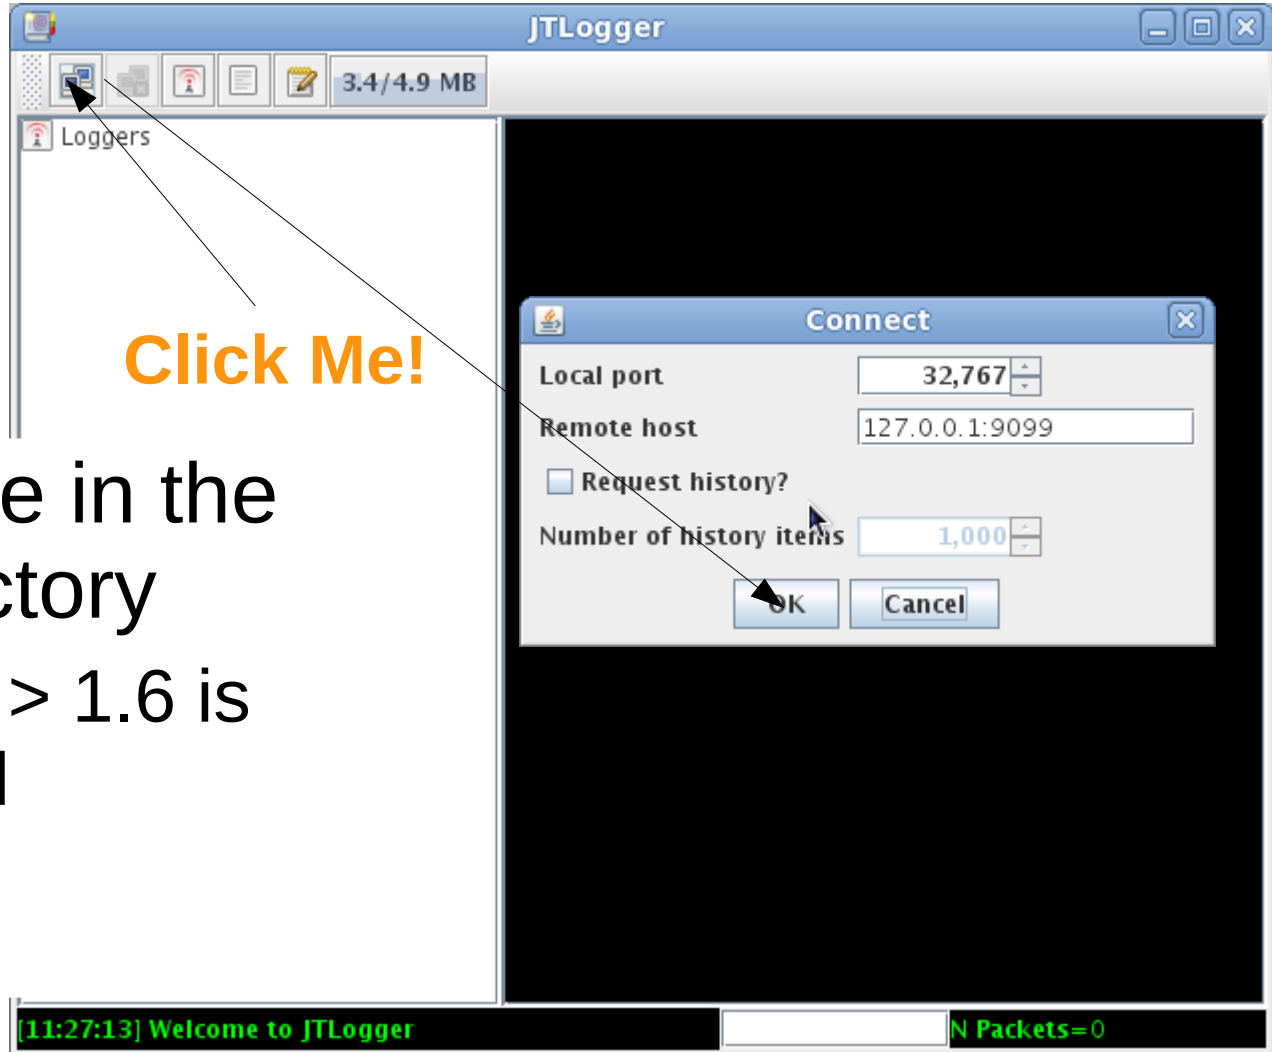 JTLogger
3.4/4.9 MB
Loggers
Click Me!
e in the
ctory
> 1.6 is
Connect
Local port 32,767
Remote host 127.0.0.1:9099
Request history?
Number of history items 1,000
OK Cancel
[11:27:13] Welcome to JTLogger
N Packets=0